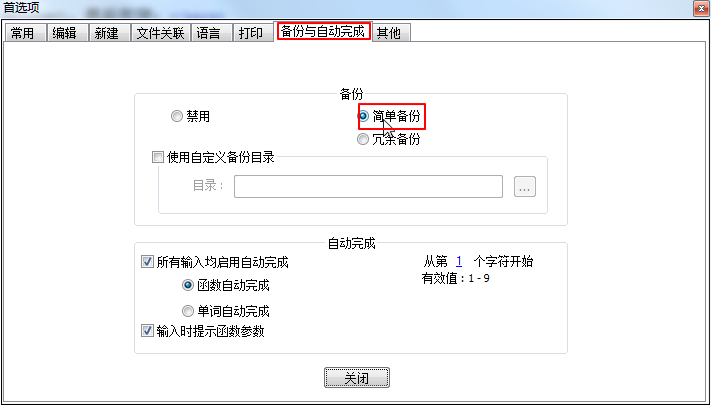 首选项
常用 编辑 新建 文件关联 语言 打印 备份与自动完成 其他
备份
禁用 简单备份
冗余备份
使用自定义备份目录
目录： ...
自动完成
所有输入均启用自动完成 从第 1 个字符开始
函数自动完成 有效值：1-9
单词自动完成
输入时提示函数参数
关闭